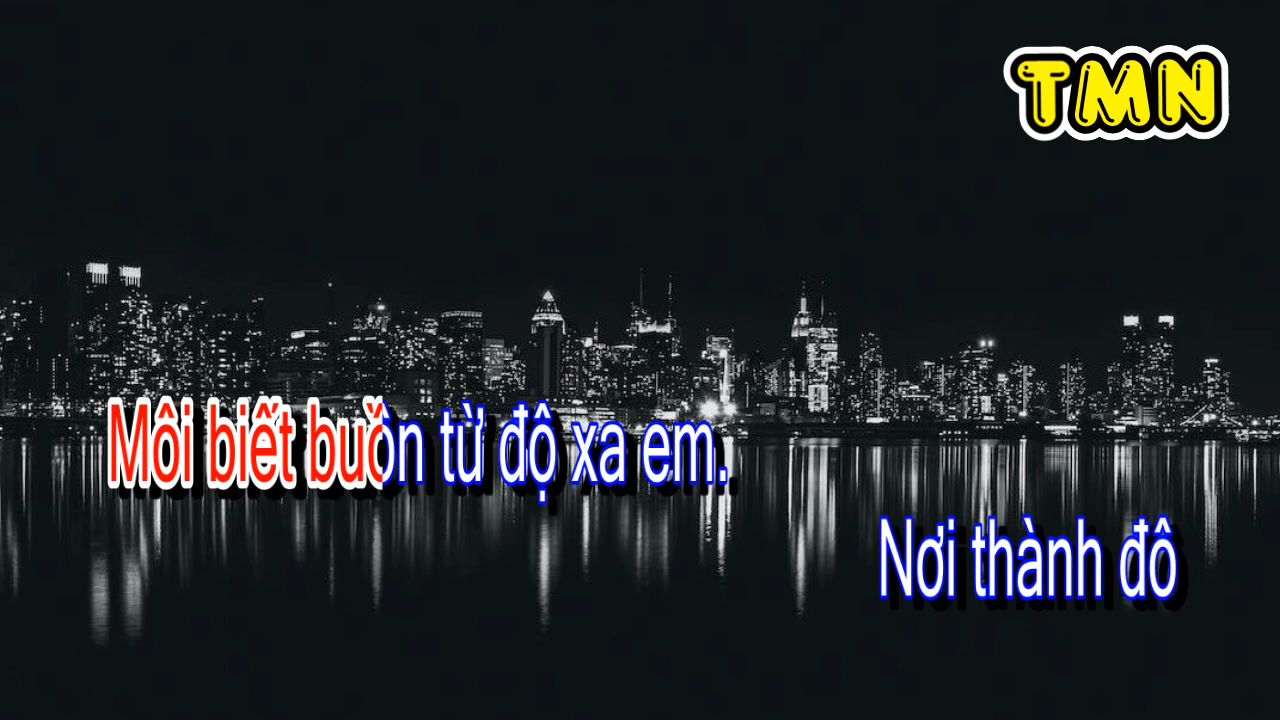 TMN
Môi biết buồn từ độ xa em.
Nơi thành đô